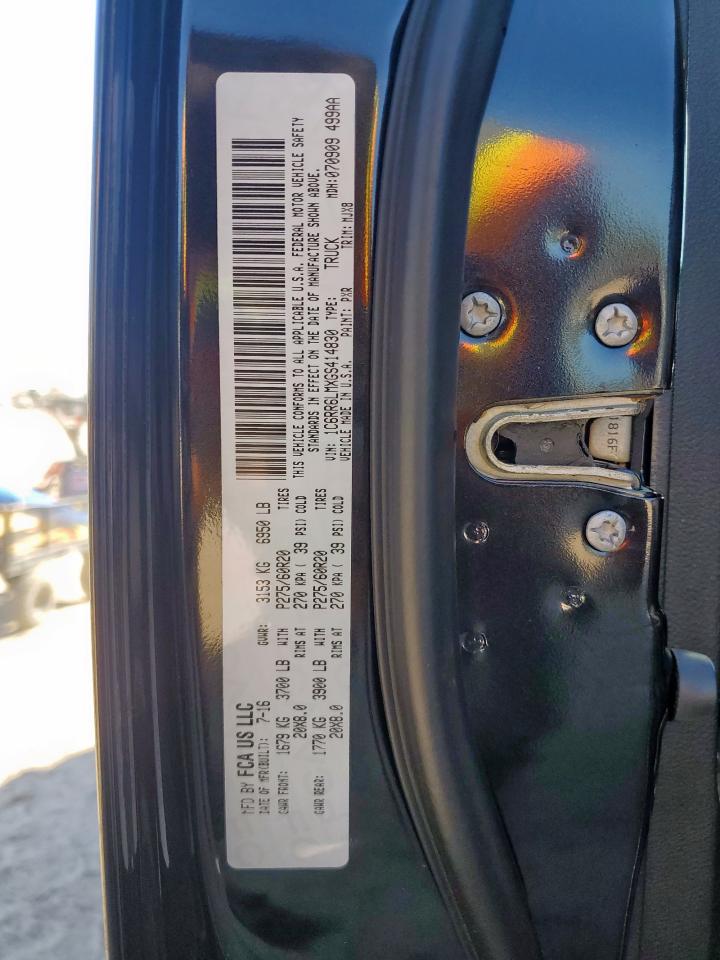 MFD BY FCA US LLC
DATE OF MFR(BUILT): 7-16
GVWR: 3153 KG 6950 LB
GAWR FRONT: 1679 KG 3700 LB WITH P275/60R20 TIRES
20X8.0 RIMS AT 270 KPA ( 39 PSI) COLD
GAWR REAR: 1770 KG 3900 LB WITH P275/60R20 TIRES
20X8.0 RIMS AT 270 KPA ( 39 PSI) COLD
THIS VEHICLE CONFORMS TO ALL APPLICABLE U.S.A. FEDERAL MOTOR VEHICLE SAFETY
STANDARDS IN EFFECT ON THE DATE OF MANUFACTURE SHOWN ABOVE.
VIN: 1C6RR6LMXGS414830 TYPE: TRUCK MDH:070909 499AA
VEHICLE MADE IN U.S.A. PAINT: PXR TRIM: MJX8